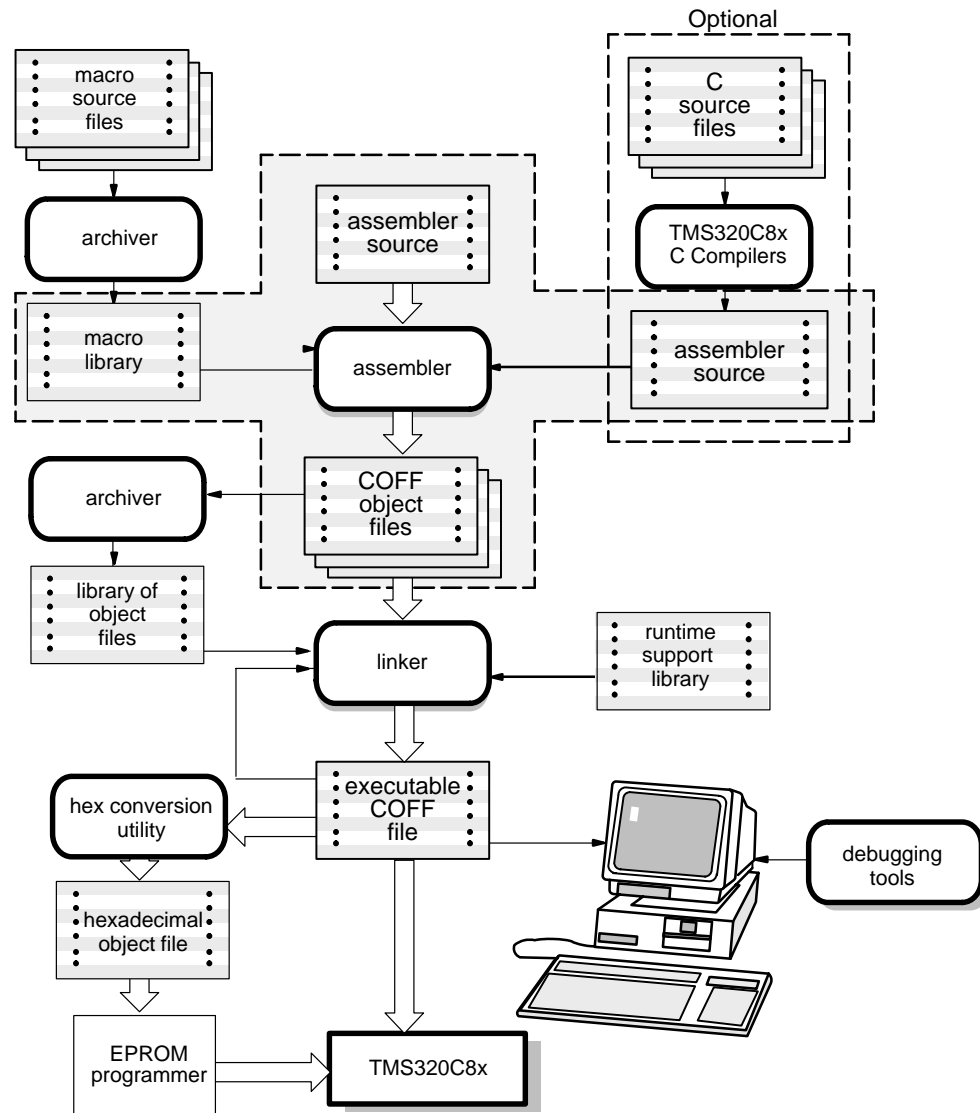 Optional
macro
source
files
C
source
files
archiver
assembler
source
TMS320C8x
C Compilers
macro
library
assembler
assembler
source
archiver
COFF
object
files
library of
object
files
linker
runtime
support
library
hex conversion
utility
executable
COFF
file
debugging
tools
hexadecimal
object file
EPROM
programmer
TMS320C8x